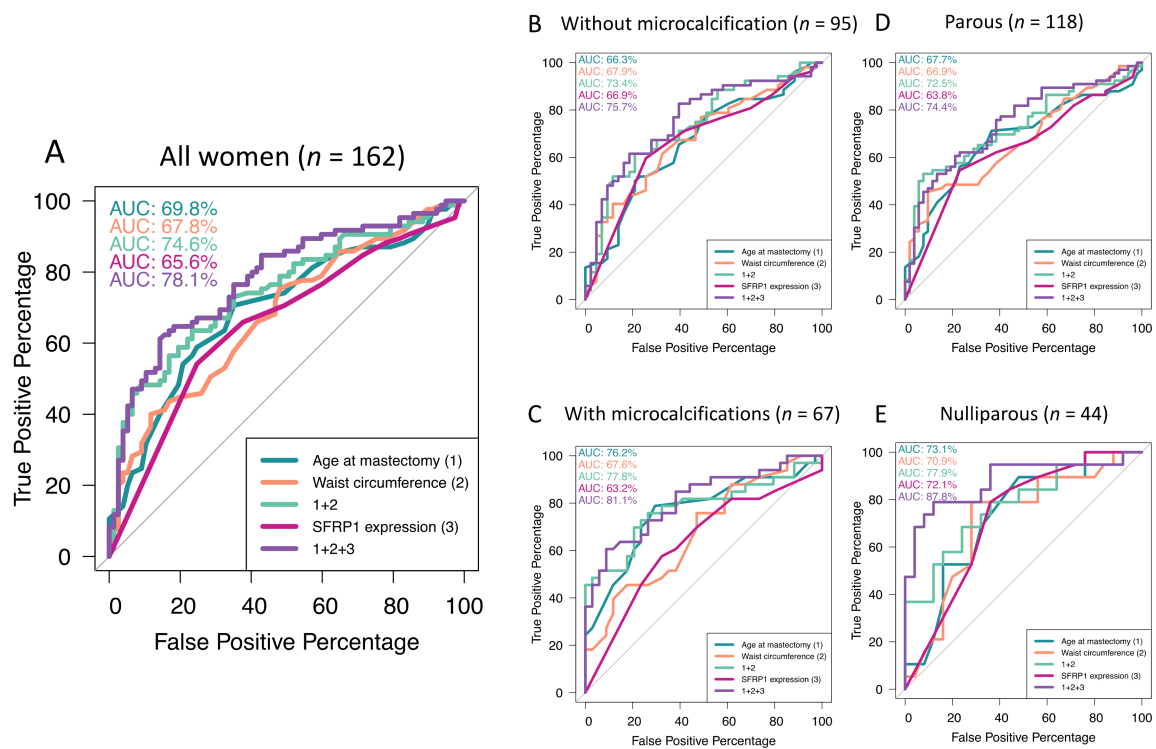 A
All women (n = 162)
AUC: 69.8%
AUC: 67.8%
AUC: 74.6%
AUC: 65.6%
AUC: 78.1%
True Positive Percentage
100
80
60
40
20
0
Age at mastectomy (1)
Waist circumference (2)
1+2
SFRP1 expression (3)
1+2+3
0 20 40 60 80 100
False Positive Percentage
B
Without microcalcification (n = 95)
AUC: 66.3%
AUC: 67.9%
AUC: 73.4%
AUC: 66.9%
AUC: 75.7%
True Positive Percentage
100
80
60
40
20
0
Age at mastectomy (1)
Waist circumference (2)
1+2
SFRP1 expression (3)
1+2+3
0 20 40 60 80 100
False Positive Percentage
D
Parous (n = 118)
AUC: 67.7%
AUC: 66.9%
AUC: 72.5%
AUC: 63.8%
AUC: 74.4%
True Positive Percentage
100
80
60
40
20
0
Age at mastectomy (1)
Waist circumference (2)
1+2
SFRP1 expression (3)
1+2+3
0 20 40 60 80 100
False Positive Percentage
C
With microcalcifications (n = 67)
AUC: 76.2%
AUC: 67.6%
AUC: 77.8%
AUC: 63.2%
AUC: 81.1%
True Positive Percentage
100
80
60
40
20
0
Age at mastectomy (1)
Waist circumference (2)
1+2
SFRP1 expression (3)
1+2+3
0 20 40 60 80 100
False Positive Percentage
E
Nulliparous (n = 44)
AUC: 73.1%
AUC: 70.9%
AUC: 77.9%
AUC: 72.1%
AUC: 87.8%
True Positive Percentage
100
80
60
40
20
0
Age at mastectomy (1)
Waist circumference (2)
1+2
SFRP1 expression (3)
1+2+3
0 20 40 60 80 100
False Positive Percentage